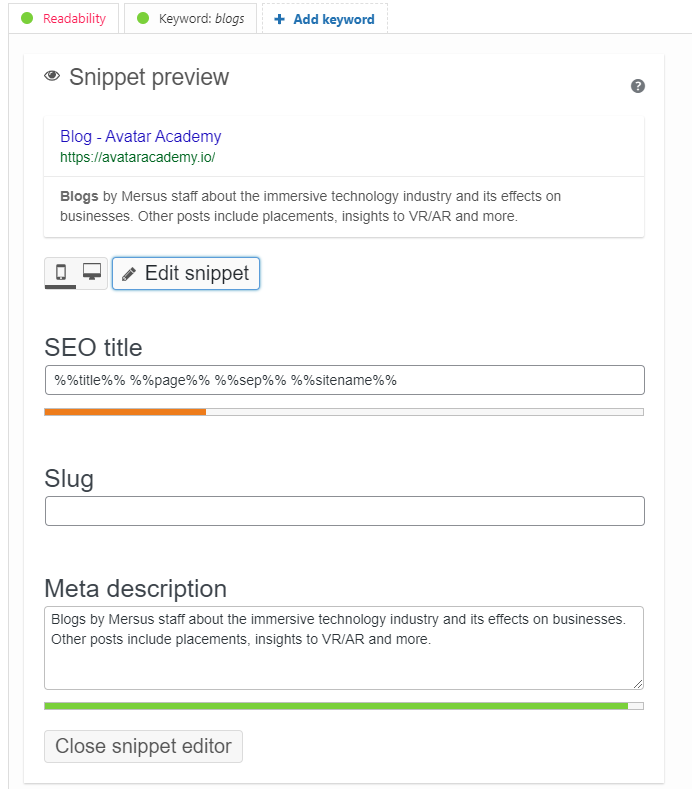 Readability
Keyword: blogs
+ Add keyword
Snippet preview
?
Blog - Avatar Academy
https://avataracademy.io/
Blogs by Mersus staff about the immersive technology industry and its effects on
businesses. Other posts include placements, insights to VR/AR and more.
Edit snippet
SEO title
%%title%% %%page%% %%sep%% %%sitename%%
Slug
Meta description
Blogs by Mersus staff about the immersive technology industry and its effects on businesses.
Other posts include placements, insights to VR/AR and more.
Close snippet editor